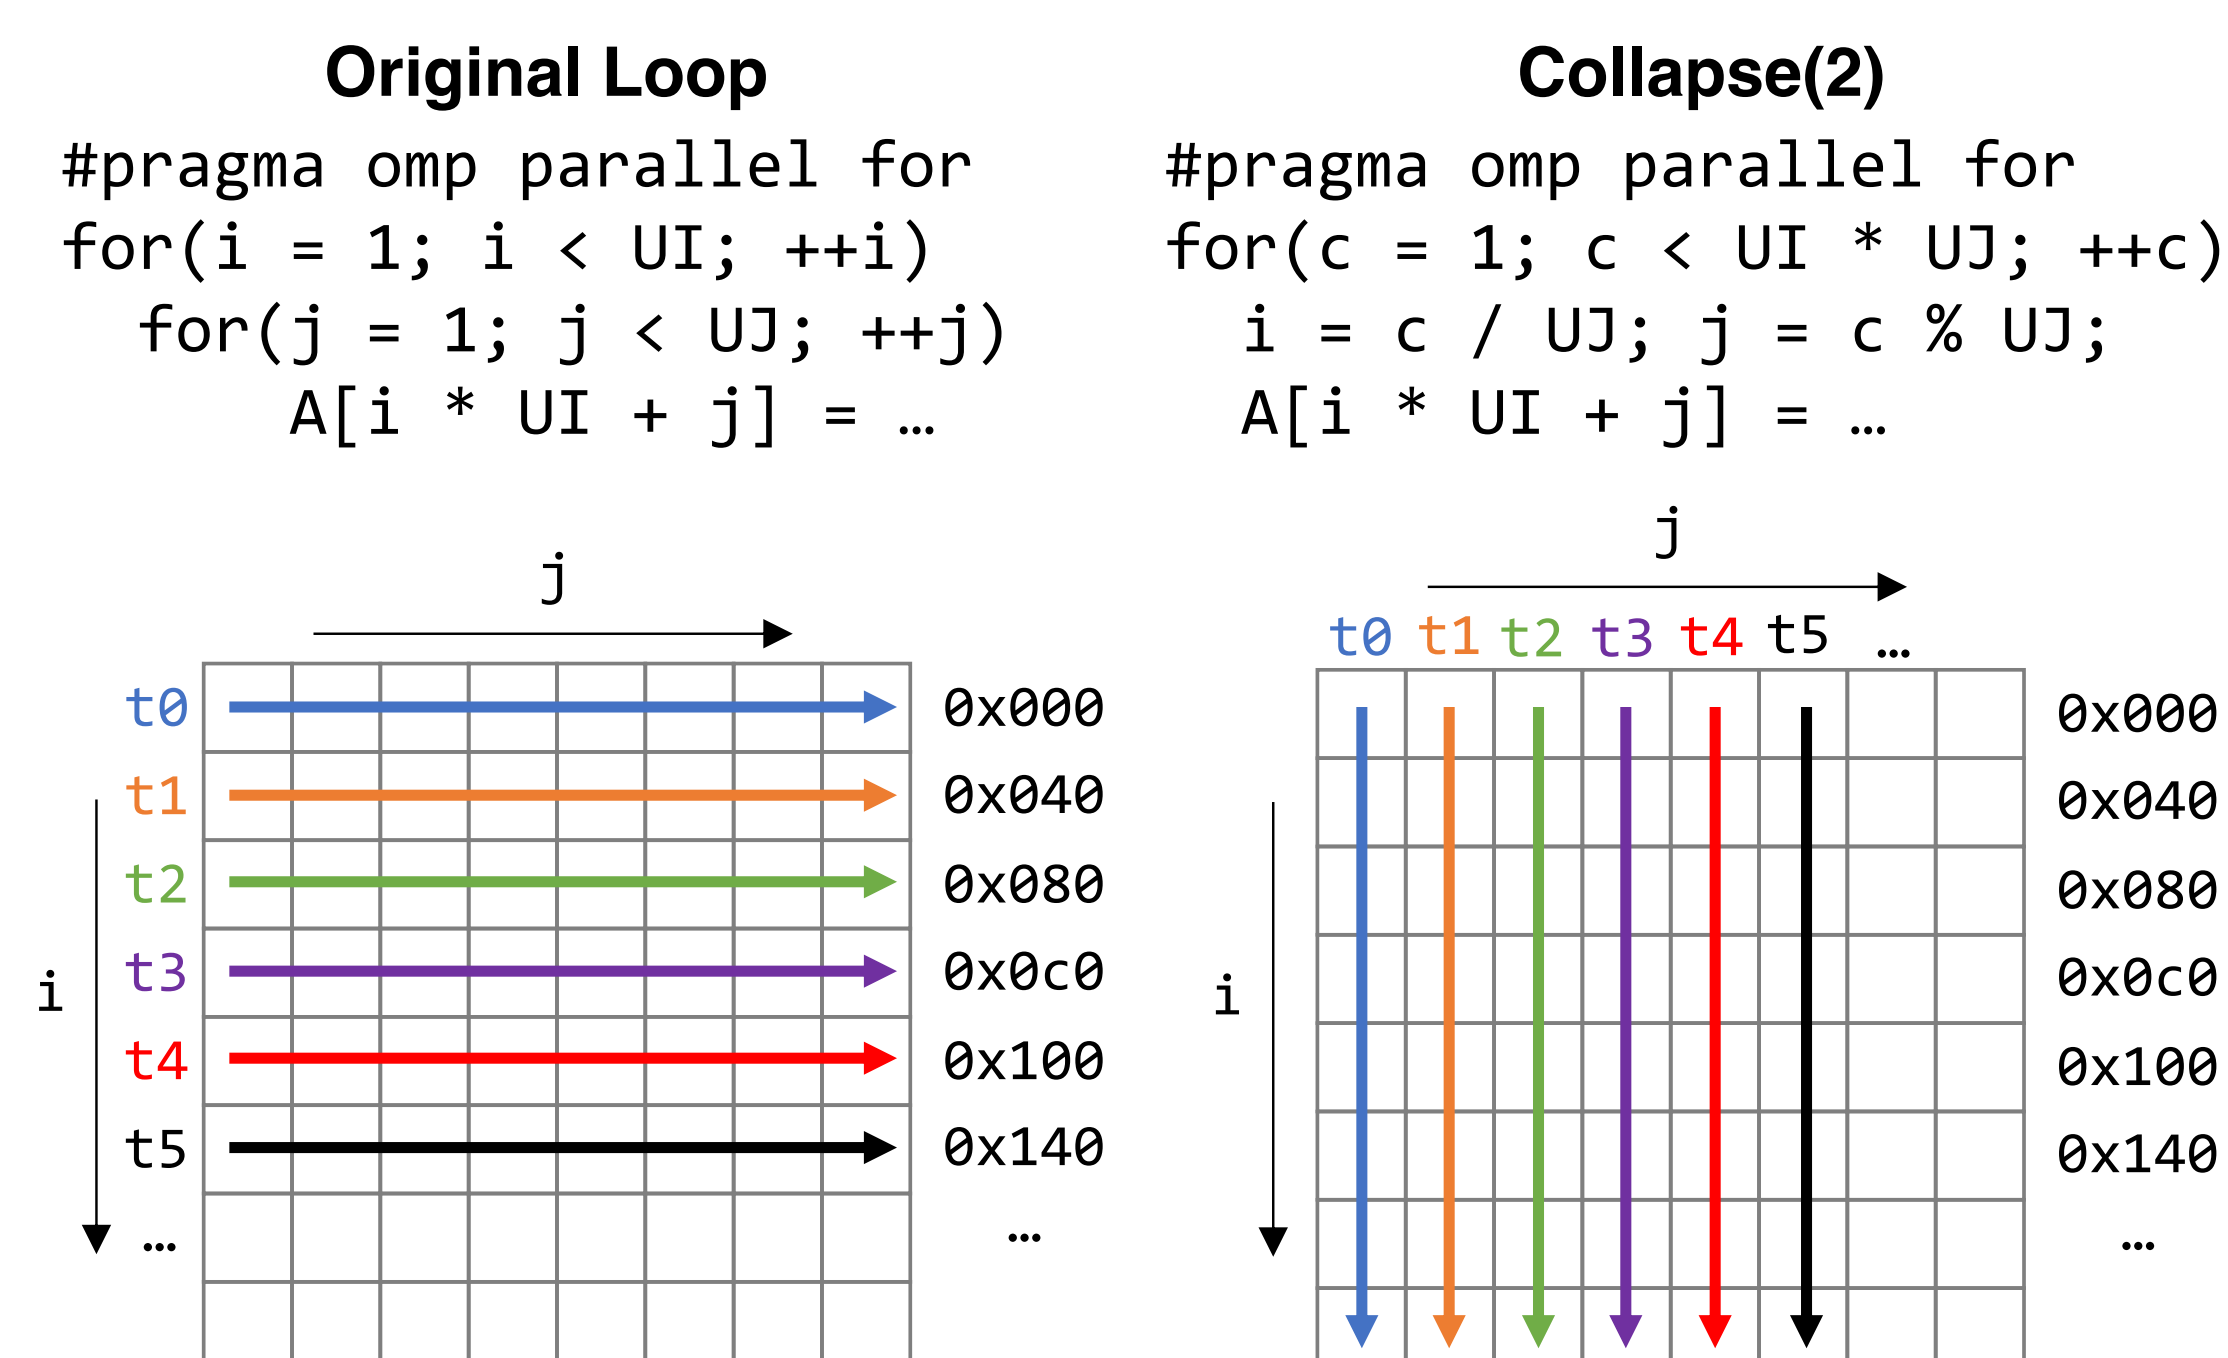 Original Loop
#pragma omp parallel for
for(i = 1; i < UI; ++i)
for(j = 1; j < UJ; ++j)
A[i * UI + j] = …
j
t0 0x000
t1 0x040
t2 0x080
t3 0x0c0
i
t4 0x100
t5 0x140
… …
Collapse(2)
#pragma omp parallel for
for(c = 1; c < UI * UJ; ++c)
i = c / UJ; j = c % UJ;
A[i * UI + j] = …
j
t0 t1 t2 t3 t4 t5 …
0x000
0x040
0x080
0x0c0
i
0x100
0x140
…